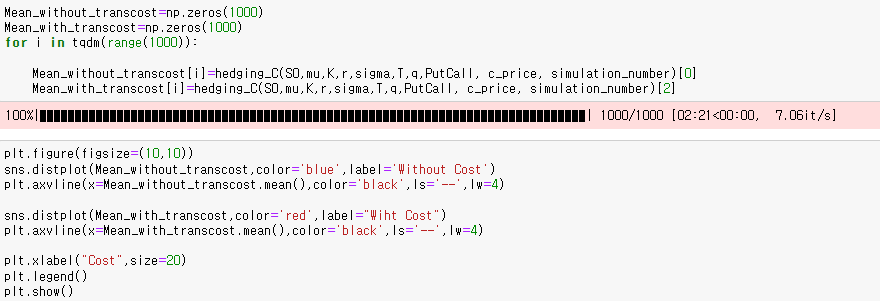 Mean_without_transcost=np.zeros(1000)
Mean_with_transcost=np.zeros(1000)
for i in tqdm(range(1000)):
    Mean_without_transcost[i]=hedging_C(S0,mu,K,r,sigma,T,q,PutCall, c_price, simulation_number)[0]
    Mean_with_transcost[i]=hedging_C(S0,mu,K,r,sigma,T,q,PutCall, c_price, simulation_number)[2]
100%|██████████| 1000/1000 [02:21<00:00,  7.06it/s]
plt.figure(figsize=(10,10))
sns.distplot(Mean_without_transcost,color='blue',label='Without Cost')
plt.axvline(x=Mean_without_transcost.mean(),color='black',ls='--',lw=4)
sns.distplot(Mean_with_transcost,color='red',label="Wiht Cost")
plt.axvline(x=Mean_with_transcost.mean(),color='black',ls='--',lw=4)
plt.xlabel("Cost",size=20)
plt.legend()
plt.show()